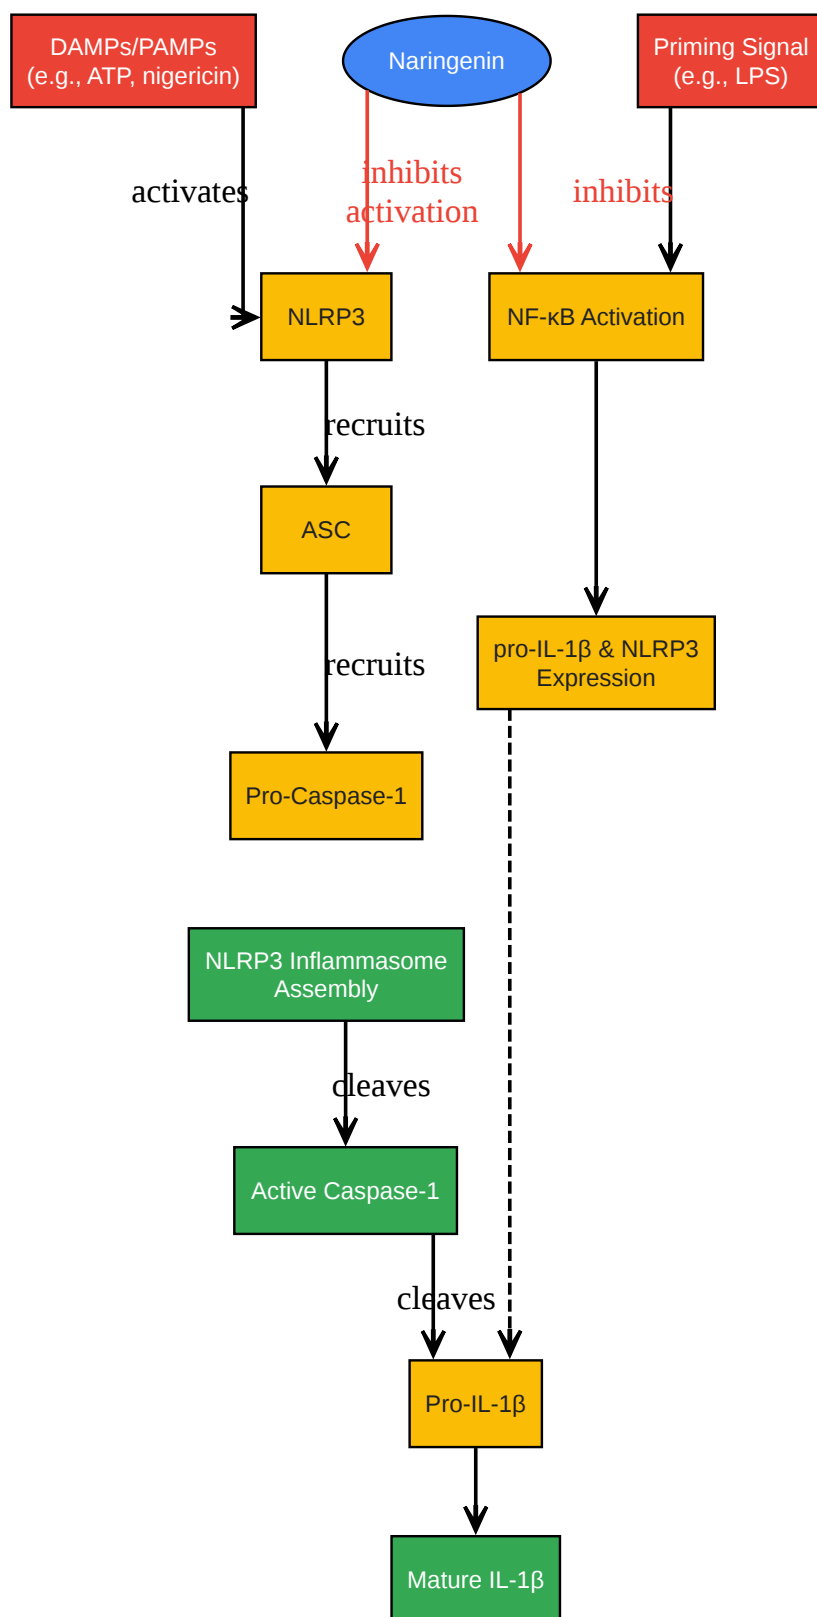 DAMPs/PAMPs
(e.g., ATP, nigericin)
Naringenin
Priming Signal
(e.g., LPS)
activates
inhibits
activation
inhibits
NLRP3
NF-κB Activation
recruits
ASC
recruits
pro-IL-1β & NLRP3
Expression
Pro-Caspase-1
NLRP3 Inflammasome
Assembly
cleaves
Active Caspase-1
cleaves
Pro-IL-1β
Mature IL-1β